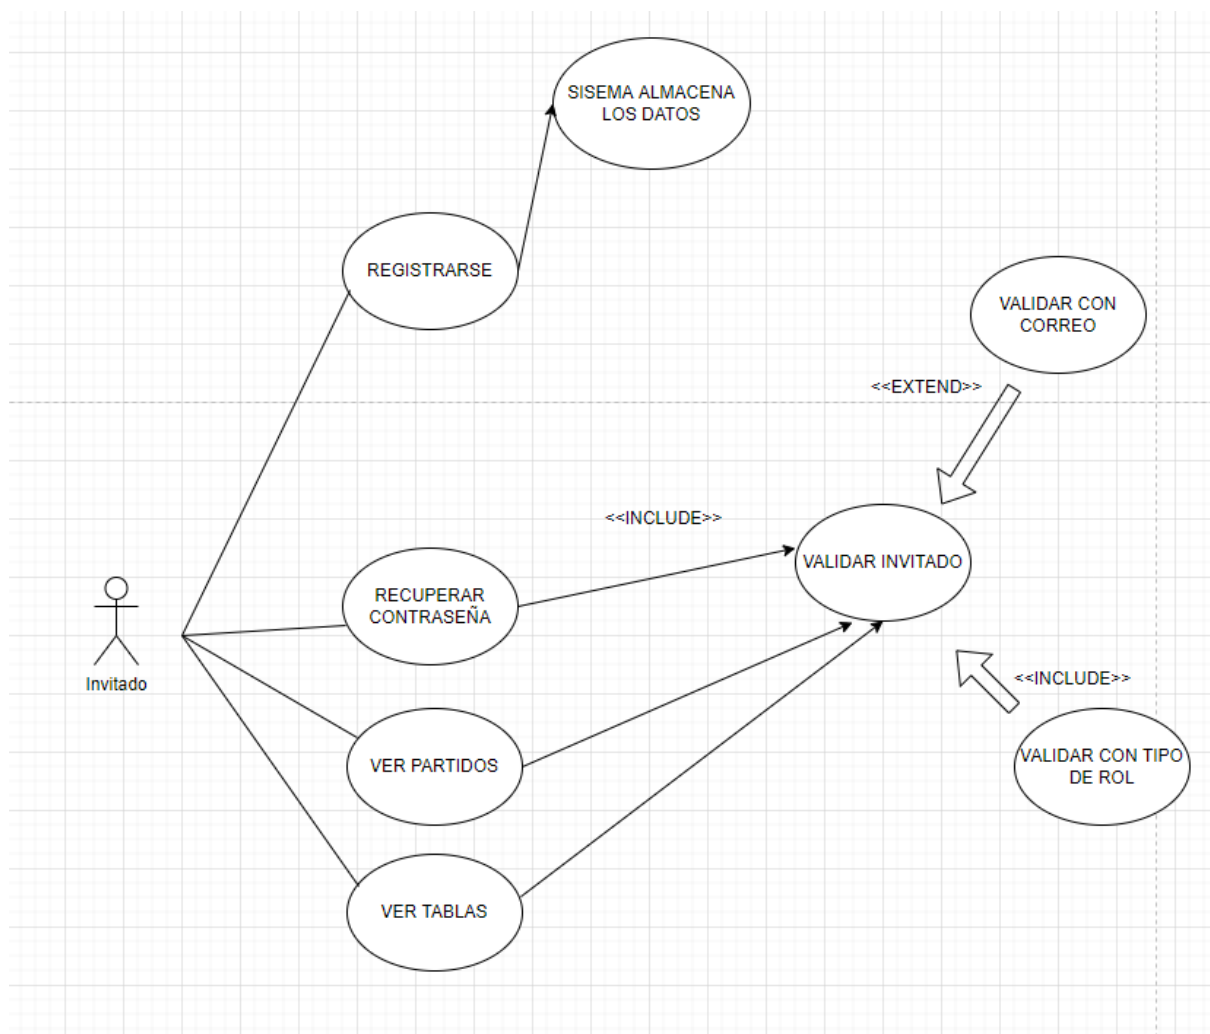 SISEMA ALMACENA
LOS DATOS
REGISTRARSE
VALIDAR CON
CORREO
<<EXTEND>>
<<INCLUDE>>
VALIDAR INVITADO
RECUPERAR
CONTRASEÑA
Invitado
<<INCLUDE>>
VER PARTIDOS
VALIDAR CON TIPO
DE ROL
VER TABLAS